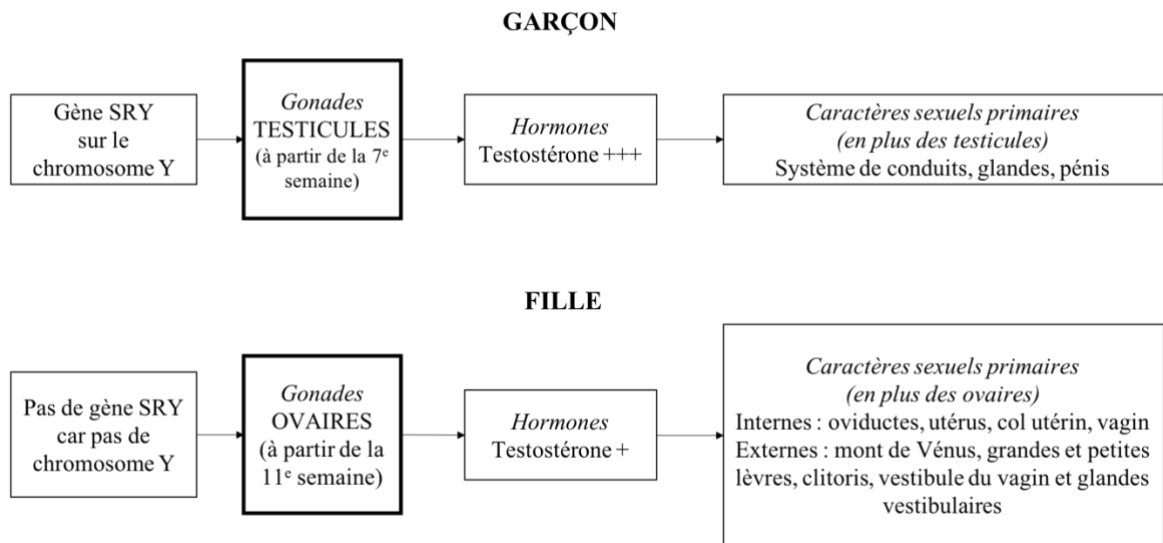 GARÇON
Gène SRY
sur le
chromosome Y
Gonades
TESTICULES
(à partir de la 7e
semaine)
Hormones
Testostérone +++
Caractères sexuels primaires
(en plus des testicules)
Système de conduits, glandes, pénis
FILLE
Pas de gène SRY
car pas de
chromosome Y
Gonades
OVAIRES
(à partir de la
11e semaine)
Hormones
Testostérone +
Caractères sexuels primaires
(en plus des ovaires)
Internes : oviductes, utérus, col utérin, vagin
Externes : mont de Vénus, grandes et petites
lèvres, clitoris, vestibule du vagin et glandes
vestibulaires